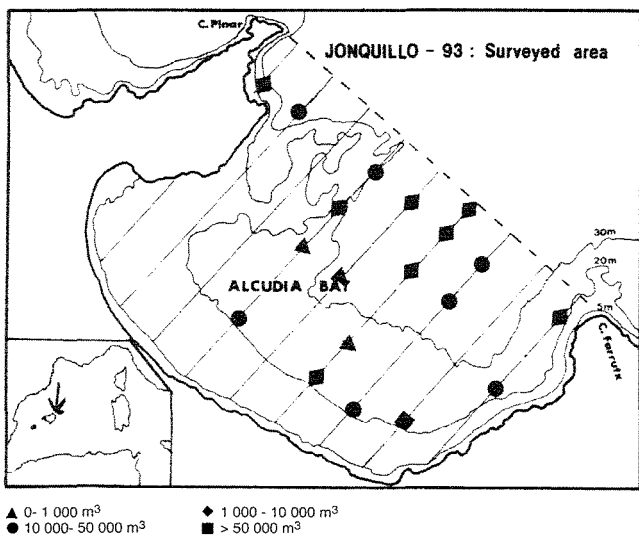 C. Pinar
JONQUILLO - 93 : Surveyed area
30m
20m
5m
ALCUDIA BAY
C. Farrutx
▲ 0- 1 000 m³
◆ 1 000 - 10 000 m³
● 10 000- 50 000 m³
■ > 50 000 m³